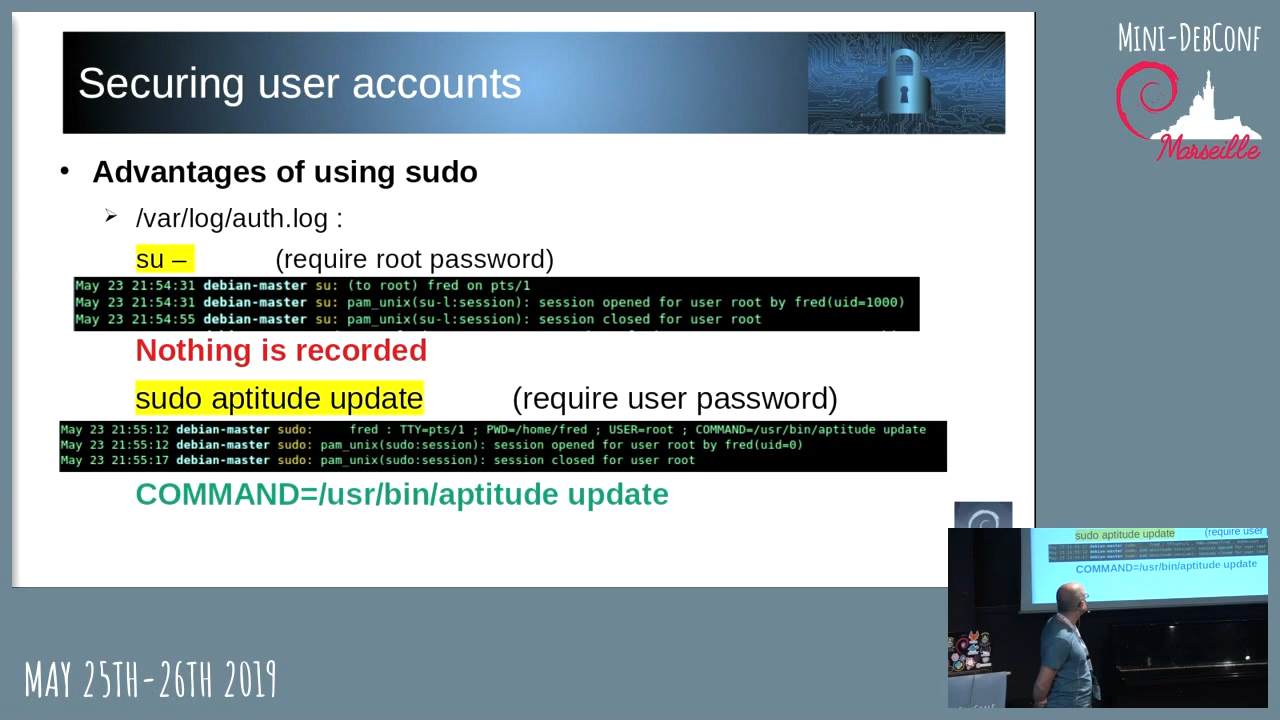 Securing user accounts
MINI-DEBCONF
Marseille
• Advantages of using sudo
➢ /var/log/auth.log :
su – (require root password)
May 23 21:54:31 debian-master su: (to root) fred on pts/1
May 23 21:54:31 debian-master su: pam_unix(su-l:session): session opened for user root by fred(uid=1000)
May 23 21:54:55 debian-master su: pam_unix(su-l:session): session closed for user root
Nothing is recorded
sudo aptitude update (require user password)
May 23 21:55:12 debian-master sudo: fred : TTY=pts/1 ; PWD=/home/fred ; USER=root ; COMMAND=/usr/bin/aptitude update
May 23 21:55:12 debian-master sudo: pam_unix(sudo:session): session opened for user root by fred(uid=0)
May 23 21:55:17 debian-master sudo: pam_unix(sudo:session): session closed for user root
COMMAND=/usr/bin/aptitude update
sudo aptitude update (require user
COMMAND=/usr/bin/aptitude update
MAY 25TH-26TH 2019